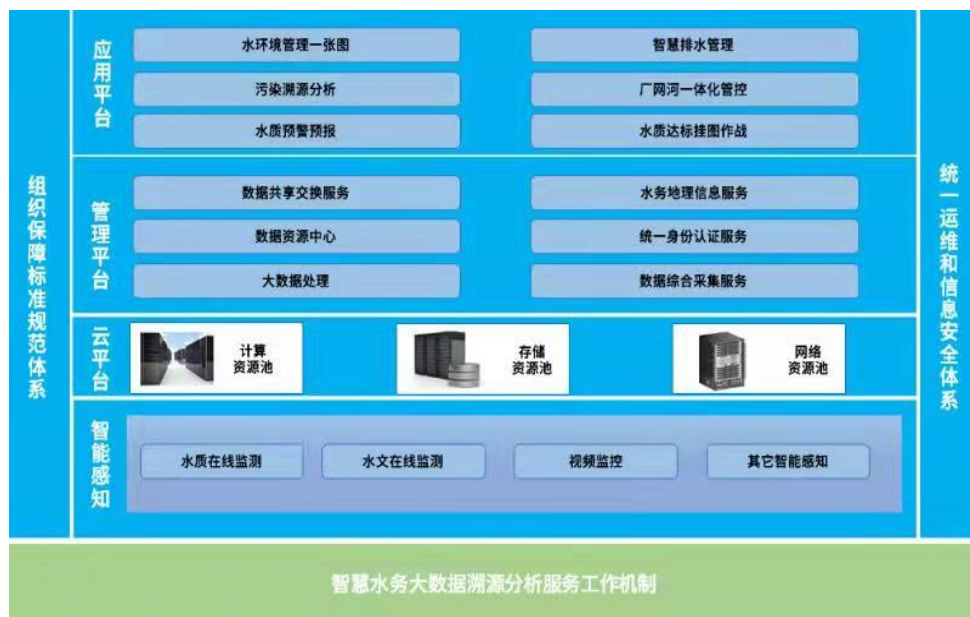 组织保障标准规范体系
应用平台
水环境管理一张图
智慧排水管理
污染溯源分析
厂网河一体化管控
水质预警预报
水质达标挂图作战
管理平台
数据共享交换服务
水务地理信息服务
数据资源中心
统一身份认证服务
大数据处理
数据综合采集服务
云平台
计算
资源池
存储
资源池
网络
资源池
智能感知
水质在线监测
水文在线监测
视频监控
其它智能感知
统一运维和信息安全体系
智慧水务大数据溯源分析服务工作机制